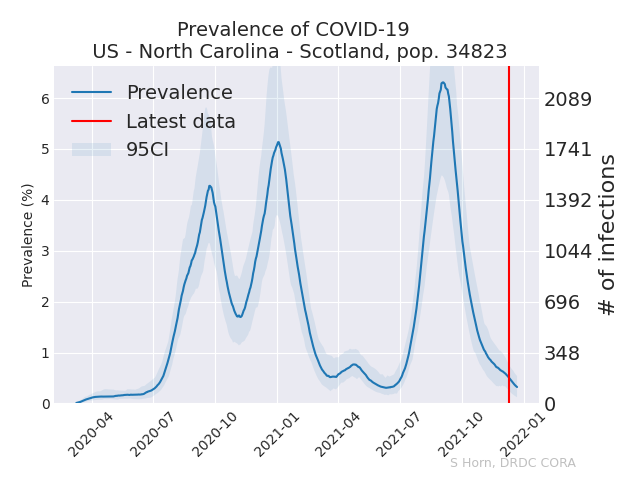 Prevalence of COVID-19
US - North Carolina - Scotland, pop. 34823
Prevalence
Latest data
95CI
Prevalence (%)
6
5
4
3
2
1
0
2089
1741
1392
1044
696
348
0
# of infections
2020-04
2020-07
2020-10
2021-01
2021-04
2021-07
2021-10
2022-01
S Horn, DRDC CORA